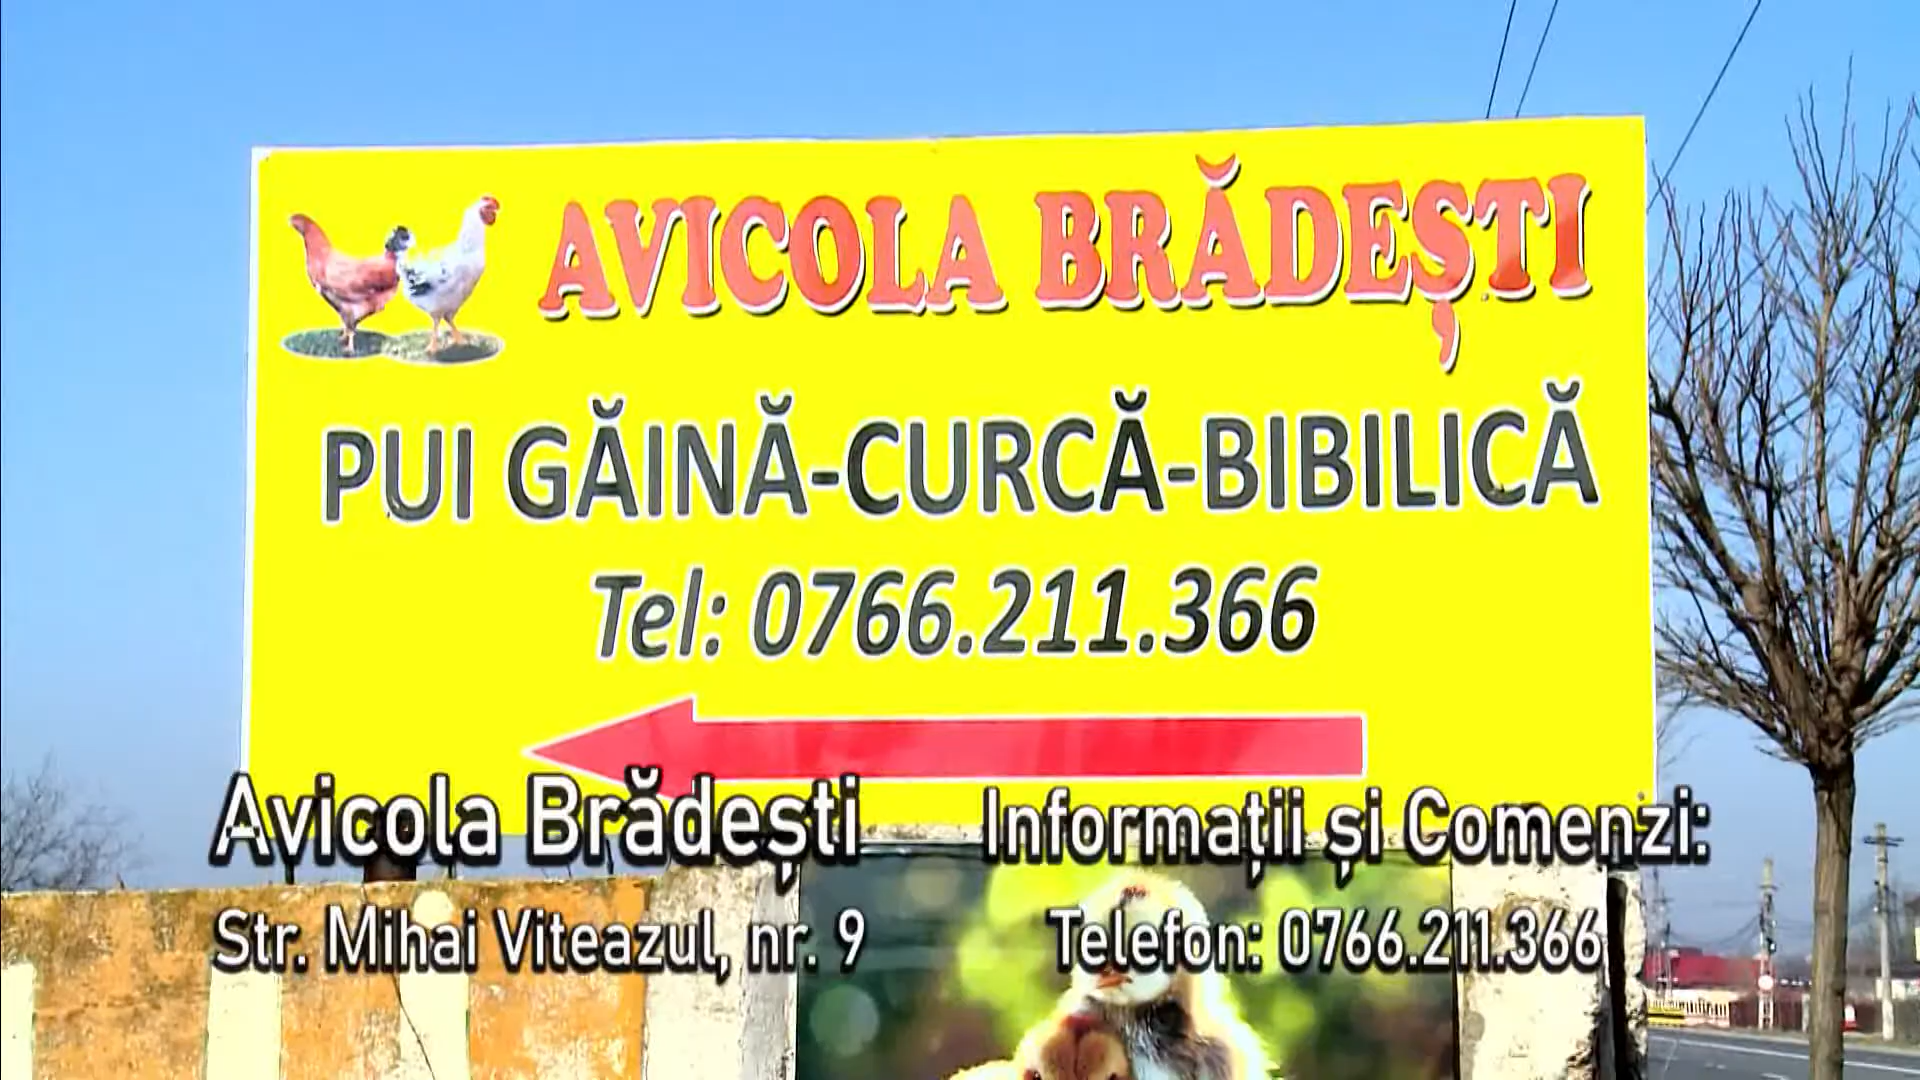 AVICOLA BRĂDEȘTI
PUI GĂINĂ-CURCĂ-BIBILICĂ
Tel: 0766.211.366
Avicola Brădești
Str. Mihai Viteazul, nr. 9
Informații și Comenzi:
Telefon: 0766.211.366